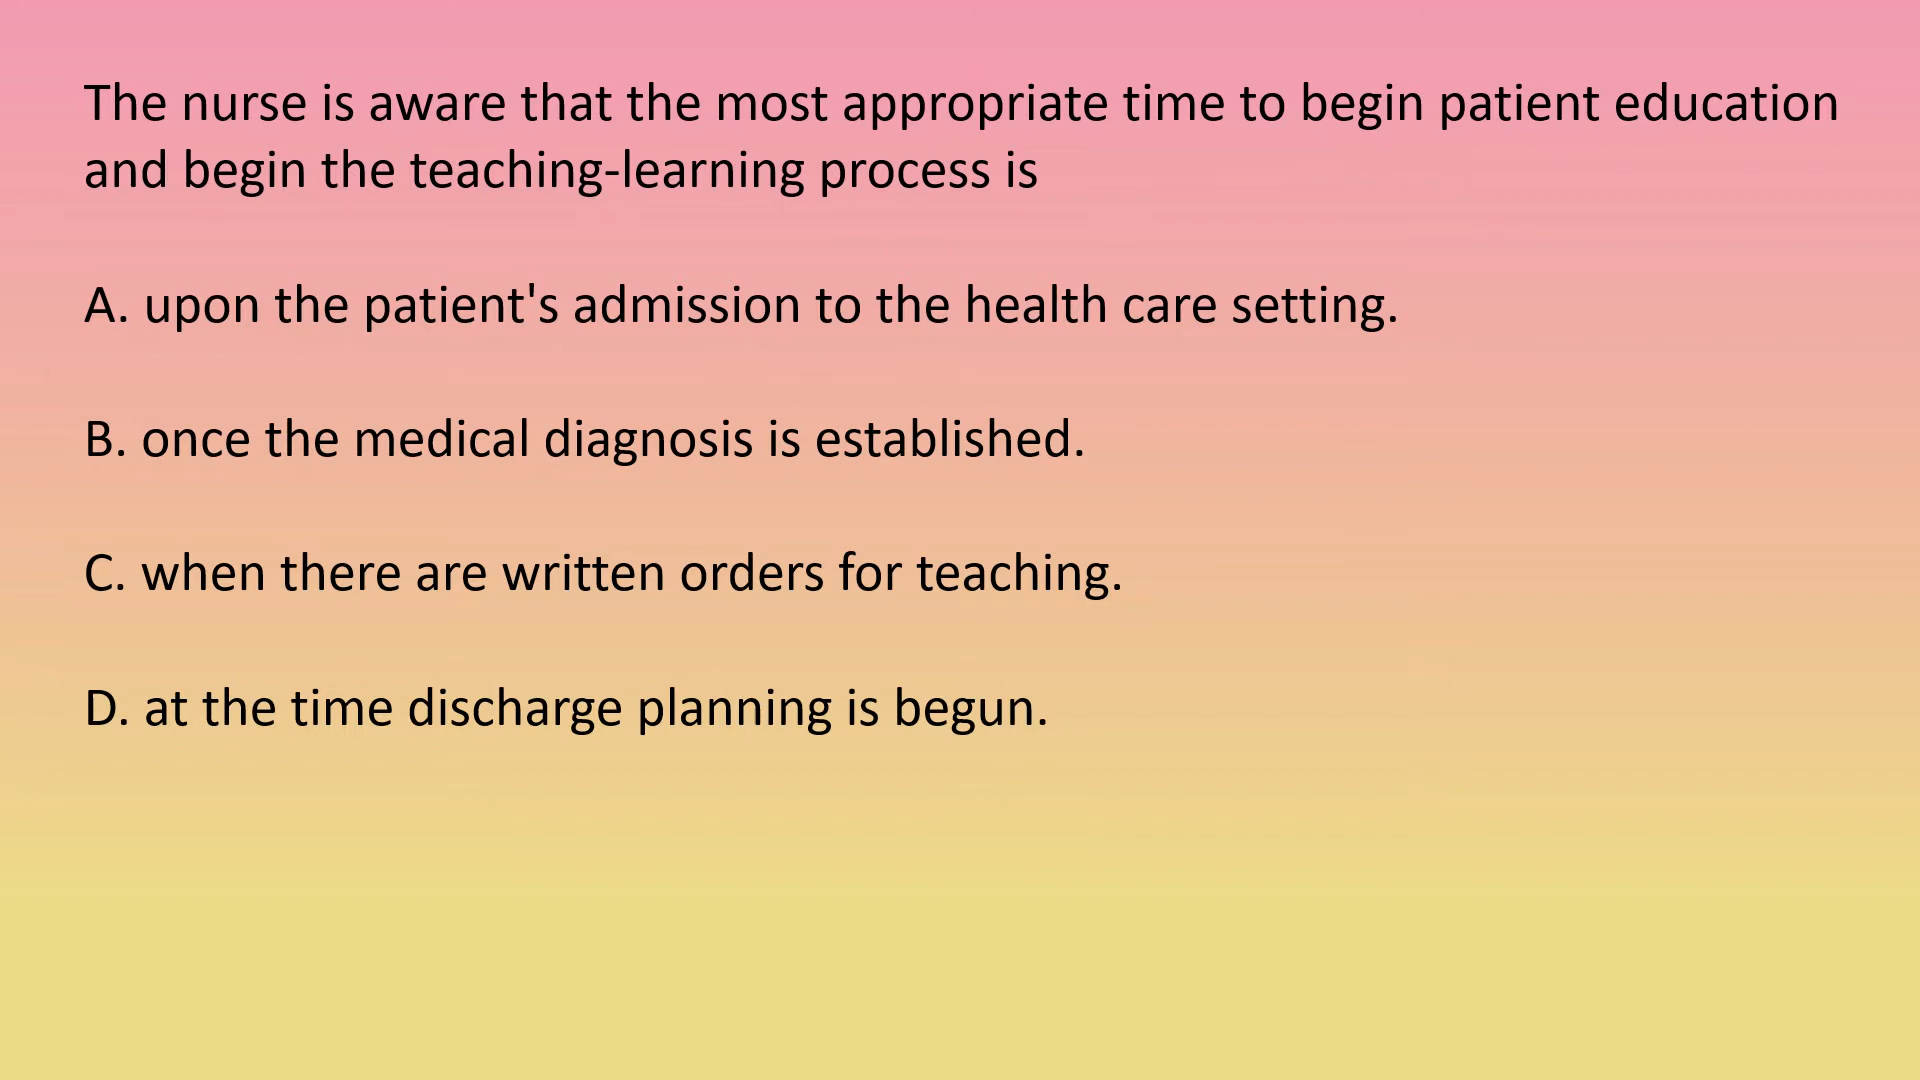 The nurse is aware that the most appropriate time to begin patient education
and begin the teaching-learning process is
A. upon the patient's admission to the health care setting.
B. once the medical diagnosis is established.
C. when there are written orders for teaching.
D. at the time discharge planning is begun.